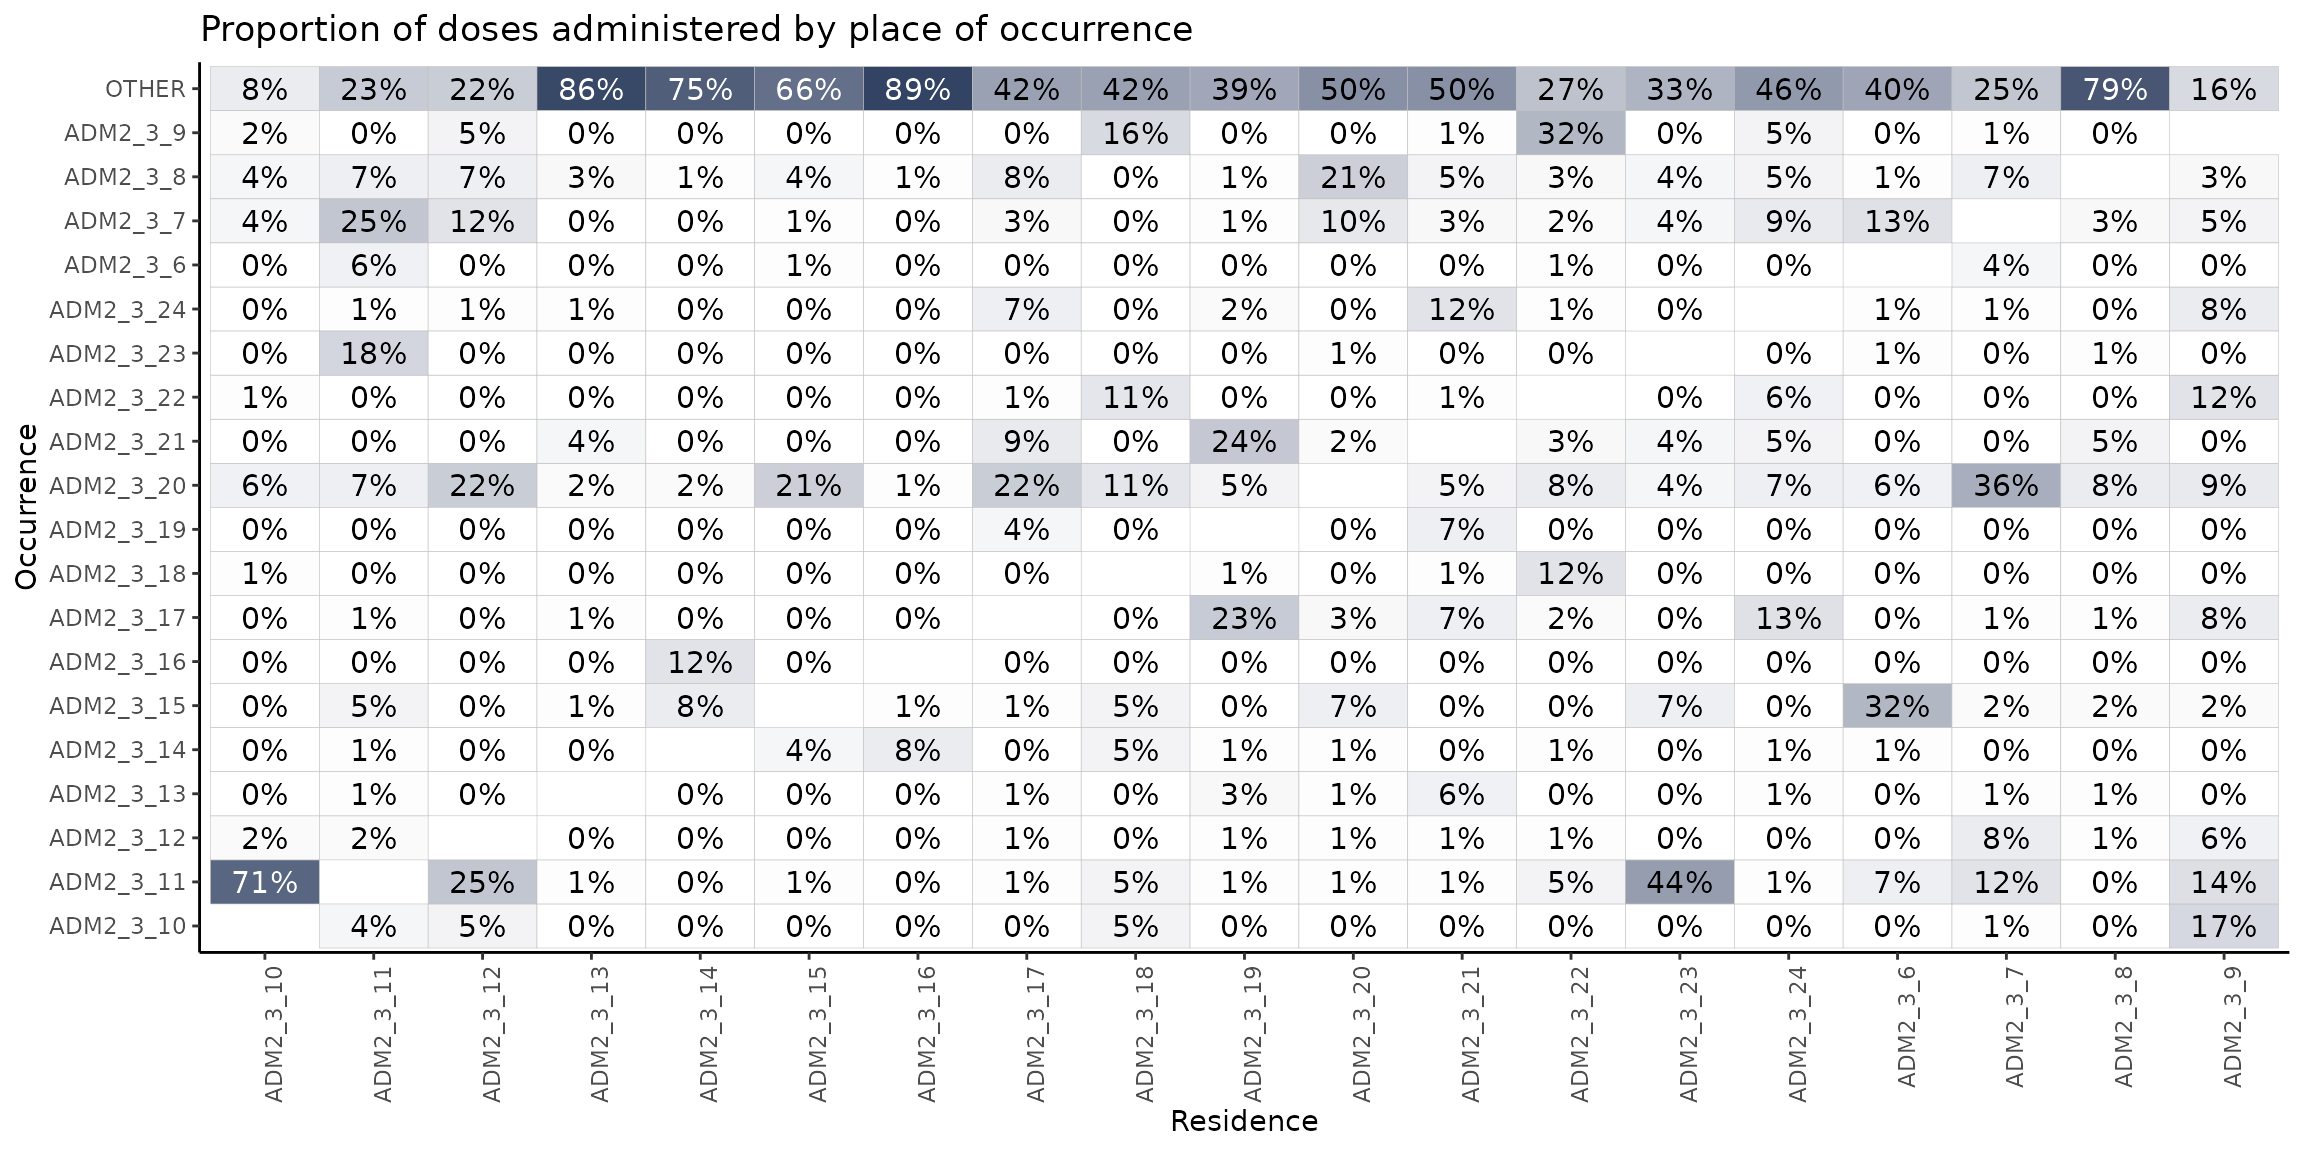 Proportion of doses administered by place of occurrence
OTHER 8% 23% 22% 86% 75% 66% 89% 42% 42% 39% 50% 50% 27% 33% 46% 40% 25% 79% 16%
ADM2_3_9 2% 0% 5% 0% 0% 0% 0% 0% 16% 0% 0% 1% 32% 0% 5% 0% 1% 0%
ADM2_3_8 4% 7% 7% 3% 1% 4% 1% 8% 0% 1% 21% 5% 3% 4% 5% 1% 7% 3%
ADM2_3_7 4% 25% 12% 0% 0% 1% 0% 3% 0% 1% 10% 3% 2% 4% 9% 13% 3% 5%
ADM2_3_6 0% 6% 0% 0% 0% 1% 0% 0% 0% 0% 0% 0% 1% 0% 0% 4% 0% 0%
ADM2_3_24 0% 1% 1% 1% 0% 0% 0% 7% 0% 2% 0% 12% 1% 0% 1% 1% 0% 8%
ADM2_3_23 0% 18% 0% 0% 0% 0% 0% 0% 0% 0% 1% 0% 0% 0% 1% 0% 1% 0%
ADM2_3_22 1% 0% 0% 0% 0% 0% 0% 1% 11% 0% 0% 1% 0% 6% 0% 0% 0% 12%
ADM2_3_21 0% 0% 0% 4% 0% 0% 0% 9% 0% 24% 2% 3% 4% 5% 0% 0% 5% 0%
ADM2_3_20 6% 7% 22% 2% 2% 21% 1% 22% 11% 5% 5% 8% 4% 7% 6% 36% 8% 9%
ADM2_3_19 0% 0% 0% 0% 0% 0% 0% 4% 0% 0% 7% 0% 0% 0% 0% 0% 0% 0%
ADM2_3_18 1% 0% 0% 0% 0% 0% 0% 0% 1% 0% 1% 12% 0% 0% 0% 0% 0% 0%
ADM2_3_17 0% 1% 0% 1% 0% 0% 0% 0% 23% 3% 7% 2% 0% 13% 0% 1% 1% 8%
ADM2_3_16 0% 0% 0% 0% 12% 0% 0% 0% 0% 0% 0% 0% 0% 0% 0% 0% 0% 0%
ADM2_3_15 0% 5% 0% 1% 8% 1% 1% 5% 0% 7% 0% 0% 7% 0% 32% 2% 2% 2%
ADM2_3_14 0% 1% 0% 0% 4% 8% 0% 5% 1% 1% 0% 1% 0% 1% 1% 0% 0% 0%
ADM2_3_13 0% 1% 0% 0% 0% 0% 1% 0% 3% 1% 6% 0% 0% 1% 0% 1% 1% 0%
ADM2_3_12 2% 2% 0% 0% 0% 0% 1% 0% 1% 1% 1% 1% 0% 0% 0% 8% 1% 6%
ADM2_3_11 71% 25% 1% 0% 1% 0% 1% 5% 1% 1% 1% 5% 44% 1% 7% 12% 0% 14%
ADM2_3_10 4% 5% 0% 0% 0% 0% 0% 5% 0% 0% 0% 0% 0% 0% 0% 1% 0% 17%
Occurrence
ADM2_3_10 ADM2_3_11 ADM2_3_12 ADM2_3_13 ADM2_3_14 ADM2_3_15 ADM2_3_16 ADM2_3_17 ADM2_3_18 ADM2_3_19 ADM2_3_20 ADM2_3_21 ADM2_3_22 ADM2_3_23 ADM2_3_24 ADM2_3_6 ADM2_3_7 ADM2_3_8 ADM2_3_9
Residence